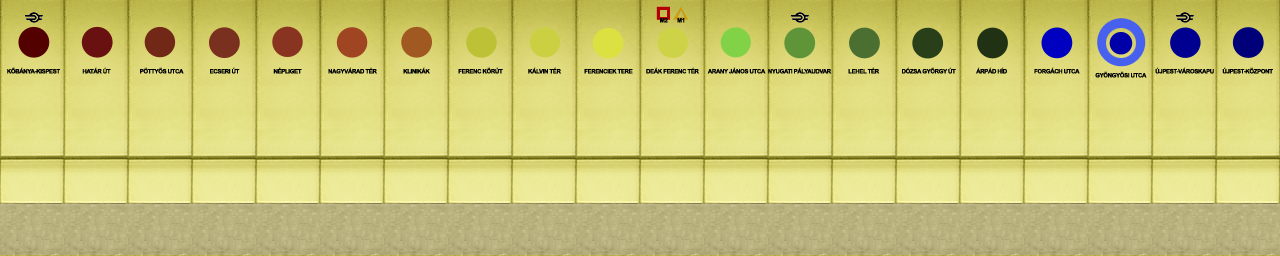 M2 M1
KŐBÁNYA-KISPEST
HATÁR ÚT
PÖTTYÖS UTCA
ECSERI ÚT
NÉPLIGET
NAGYVÁRAD TÉR
KLINIKÁK
FERENC KÖRÚT
KÁLVIN TÉR
FERENCIEK TERE
DEÁK FERENC TÉR
ARANY JÁNOS UTCA
NYUGATI PÁLYAUDVAR
LEHEL TÉR
DÓZSA GYÖRGY ÚT
ÁRPÁD HÍD
FORGÁCH UTCA
GYÖNGYÖSI UTCA
ÚJPEST-VÁROSKAPU
ÚJPEST-KÖZPONT